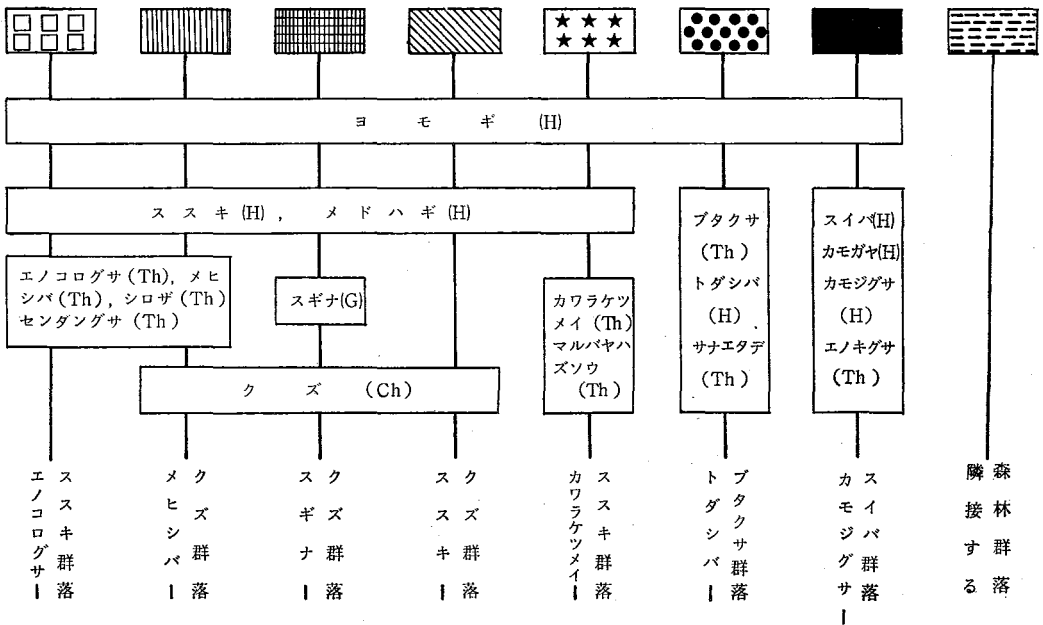 ヨモギ (H)
ススキ(H)，メドハギ(H)
エノコログサ(Th)，メヒ
シバ(Th)，シロザ(Th)
センダングサ(Th)
スギナ(G)
クズ (Ch)
カワラケツ
メイ(Th)
マルバヤハ
ズソウ
(Th)
ブタクサ
(Th)
トダシバ
(H)
サナエタデ
(Th)
スイバ(H)
カモガヤ(H)
カモジグサ
(H)
エノキグサ
(Th)
エノコログサー
ススキ群落
メヒシバー
クズ群落
スギナー
クズ群落
ススキー
クズ群落
カワラケツメイー
ススキ群落
トダシバー
ブタクサ群落
カモジグサー
スイバ群落
隣接する
森林群落